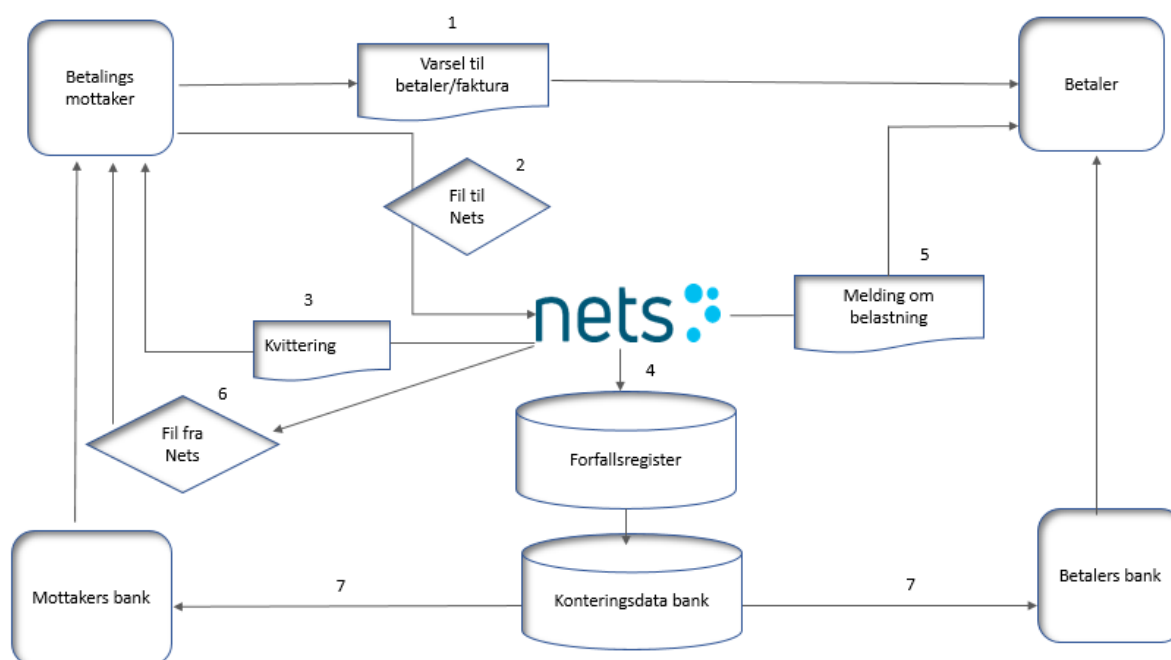 1
Betalings
mottaker
Varsel til
betaler/faktura
Betaler
2
Fil til
Nets
3
Kvittering
nets
5
Melding om
belastning
4
6
Fil fra
Nets
Forfallsregister
Mottakers bank
7
Konteringsdata bank
7
Betalers bank